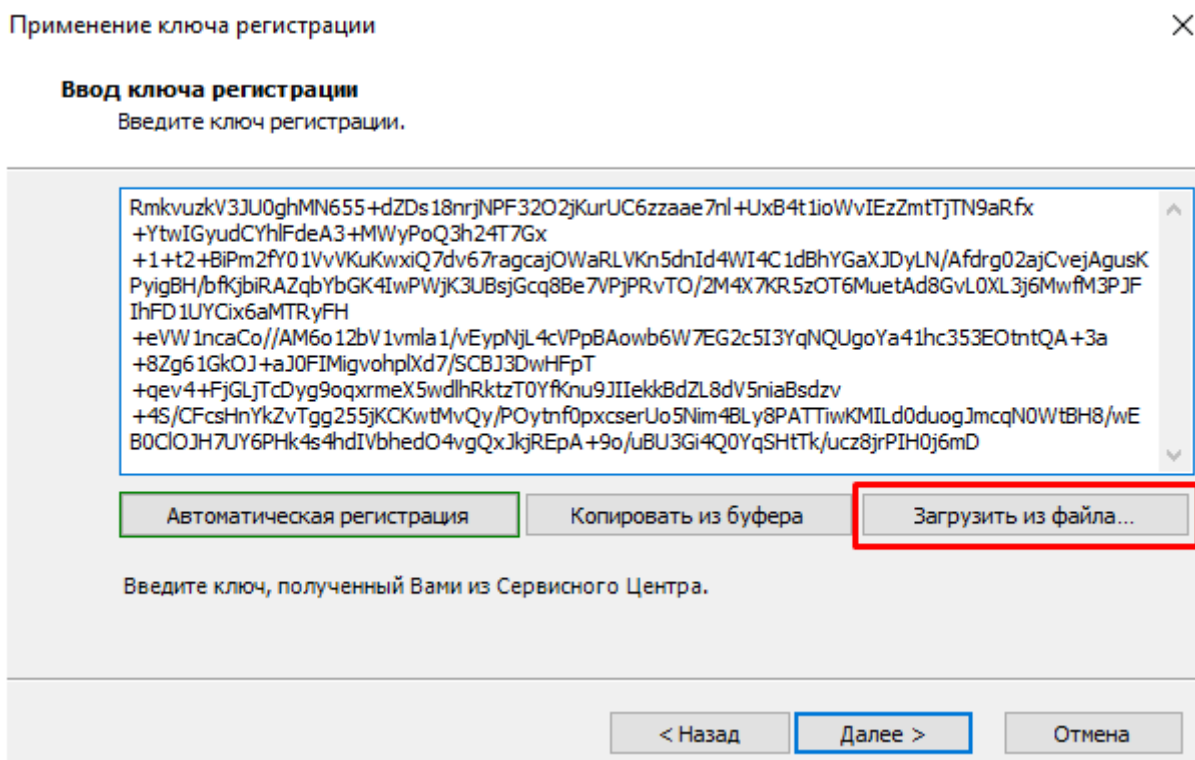 Применение ключа регистрации
Ввод ключа регистрации
Введите ключ регистрации.
RmkvuzkV3JU0ghMN655+dZDs18nrjNPF32O2jKurUC6zzaae7nl+UxB4t1ioWvIEzZmtTjTN9aRfx
+YtwIGyudCYhlFdeA3+MWyPoQ3h24T7Gx
+1+t2+BiPm2fY01VvVKuKwxiQ7dv67ragcajOWaRLVKn5dnId4WI4C1dBhYGaXJDyLN/Afdrg02ajCvejAgusK
PyigBH/bfKjbiRAZqbYbGK4IwPWjK3UBsjGcq8Be7VPjPRvTO/2M4X7KR5zOT6MuetAd8GvL0XL3j6MwfM3PJF
IhFD1UYCix6aMTRyFH
+eVW1ncaCo//AM6o12bV1vmla1/vEypNjL4cVPpBAowb6W7EG2c5I3YqNQUgoYa41hc353EOtntQA+3a
+8Zg61GkOJ+aJ0FIMigvohplXd7/SCBJ3DwHFpT
+qev4+FjGLjTcDyg9oqxrmeX5wdlhRktzT0YfKnu9JIIekkBdZL8dV5niaBsdzv
+4S/CFcsHnYkZvTgg255jKCKwtMvQy/POytnf0pxcserUo5Nim4BLy8PATTiwKMILd0duogJmcqN0WtBH8/wE
B0ClOJH7UY6PHk4s4hdIVbhedO4vgQxJkjREpA+9o/uBU3Gi4Q0YqSHtTk/ucz8jrPIH0j6mD
Автоматическая регистрация
Копировать из буфера
Загрузить из файла...
Введите ключ, полученный Вами из Сервисного Центра.
< Назад
Далее >
Отмена